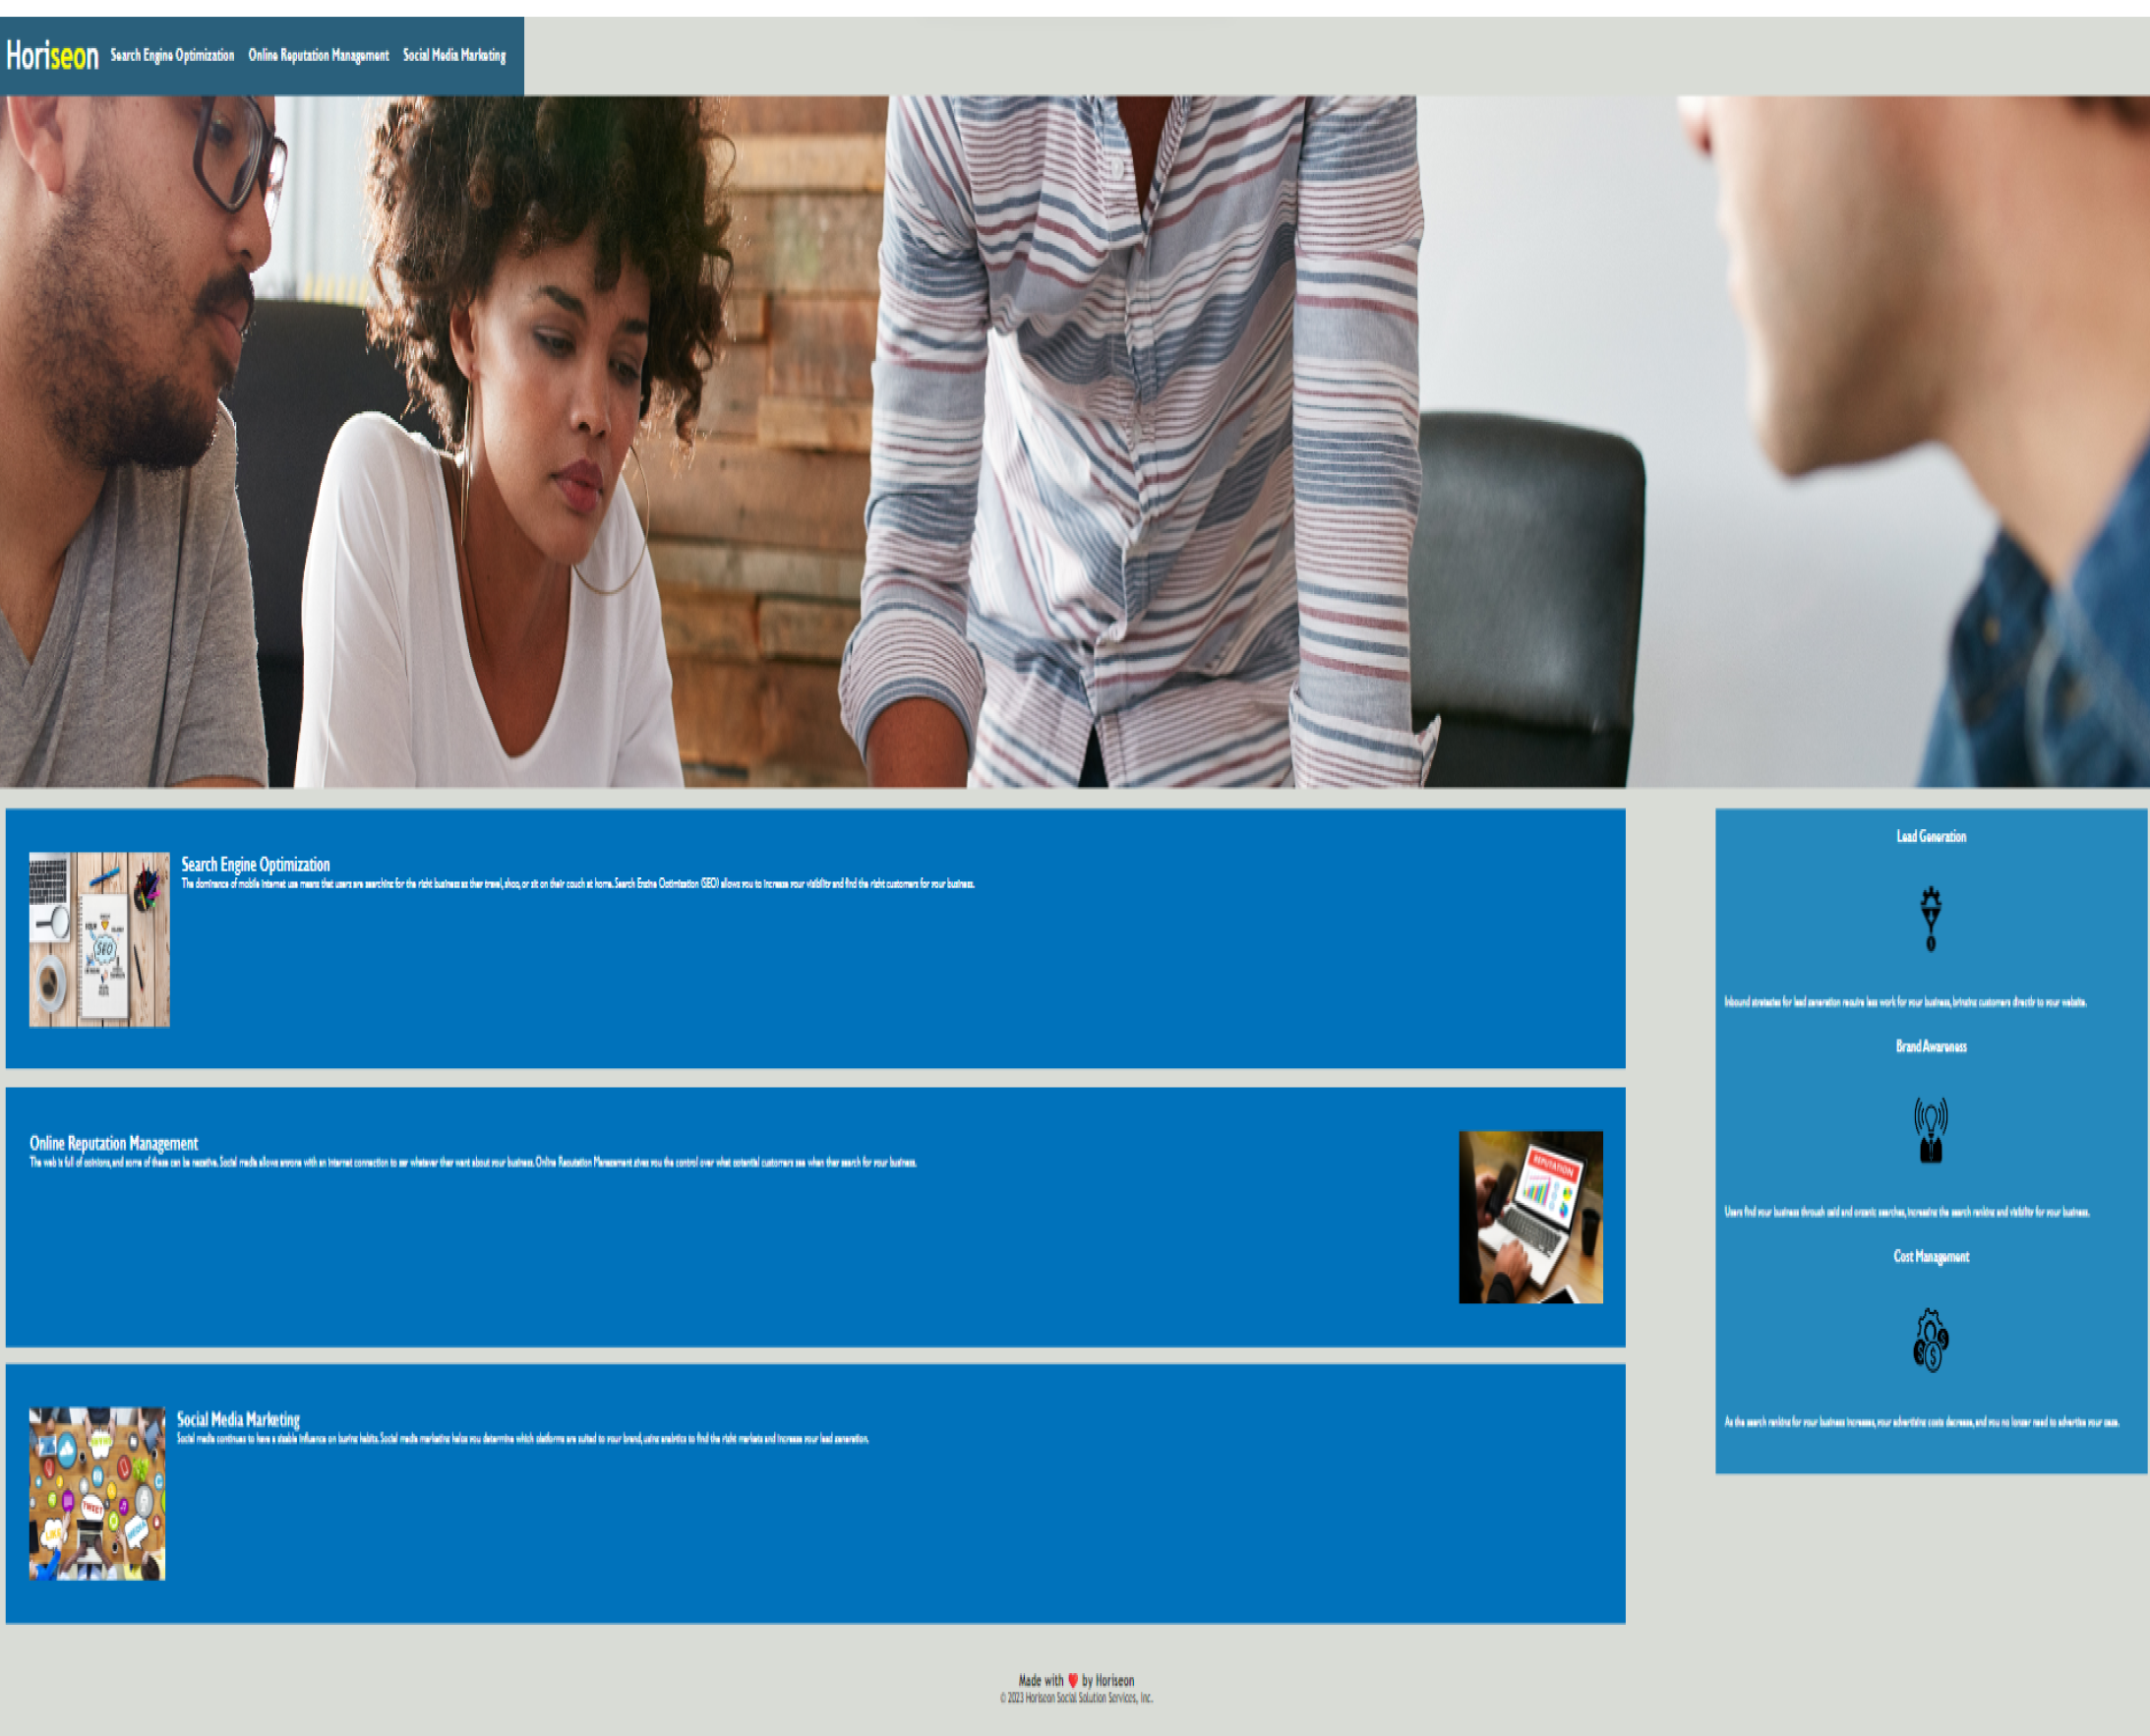 Horiseon Search Engine Optimization Online Reputation Management Social Media Marketing
Search Engine Optimization
The dominance of mobile internet use means that users are searching for the right business as they travel, shop, or sit on their couch at home. Search Engine Optimization (SEO) allows you to increase your visibility and find the right customers for your business.
SEO
Online Reputation Management
The web is full of opinions, and some of these can be negative. Social media allows anyone with an internet connection to say whatever they want about your business. Online Reputation Management gives you the control over what potential customers see when they search for your business.
REPUTATION
Social Media Marketing
Social media continues to have a sizable influence on buying habits. Social media marketing helps you determine which platforms are suited to your brand, using analytics to find the right markets and increase your lead generation.
TWEET
LIKE
Lead Generation
Inbound strategies for lead generation require less work for your business, bringing customers directly to your website.
Brand Awareness
Users find your business through paid and organic searches, increasing the search ranking and visibility for your business.
Cost Management
As the search ranking for your business increases, your advertising costs decrease, and you no longer need to advertise your page.
Made with ❤️ by Horiseon
© 2023 Horiseon Social Solution Services, Inc.